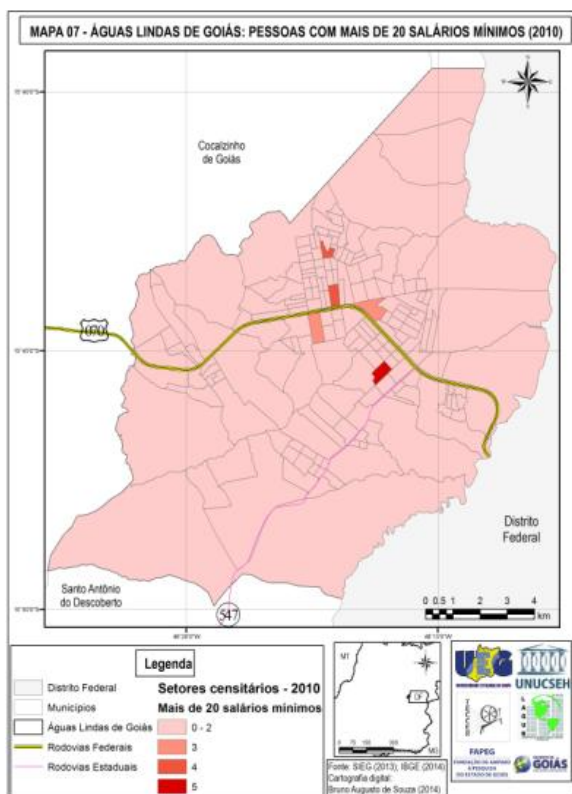 MAPA 07 - ÁGUAS LINDAS DE GOIÁS: PESSOAS COM MAIS DE 20 SALÁRIOS MÍNIMOS (2010)
Cocalzinho
de Goiás
070
Distrito
Federal
Santo Antônio
do Descoberto
547
0 0.5 1 2 3 4
km
Legenda
Distrito Federal
Municípios
Águas Lindas de Goiás
Rodovias Federais
Rodovias Estaduais
Setores censitários - 2010
Mais de 20 salários mínimos
0 - 2
3
4
5
MT
DF
MG
Fonte: SIEG (2013); IBGE (2014)
Cartografia digital:
Bruno Augusto de Souza (2014)
UEG
UNUCSEH
FAPEG
GOIÁS